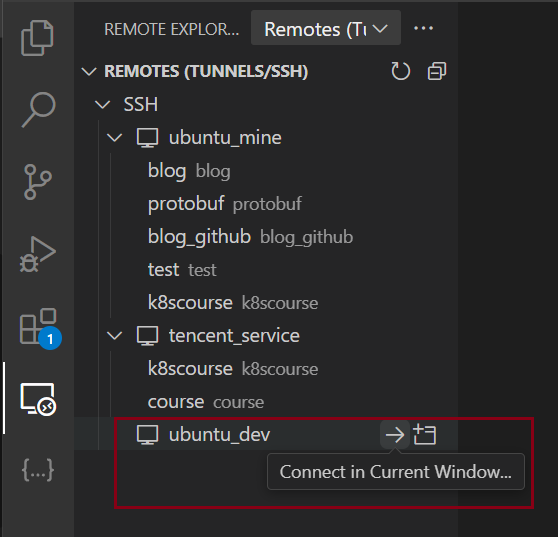 REMOTE EXPLOR... Remotes (Tu
REMOTES (TUNNELS/SSH)
SSH
ubuntu_mine
blog blog
protobuf protobuf
blog_github blog_github
test test
k8scourse k8scourse
1
tencent_service
k8scourse k8scourse
course course
ubuntu_dev
Connect in Current Window...